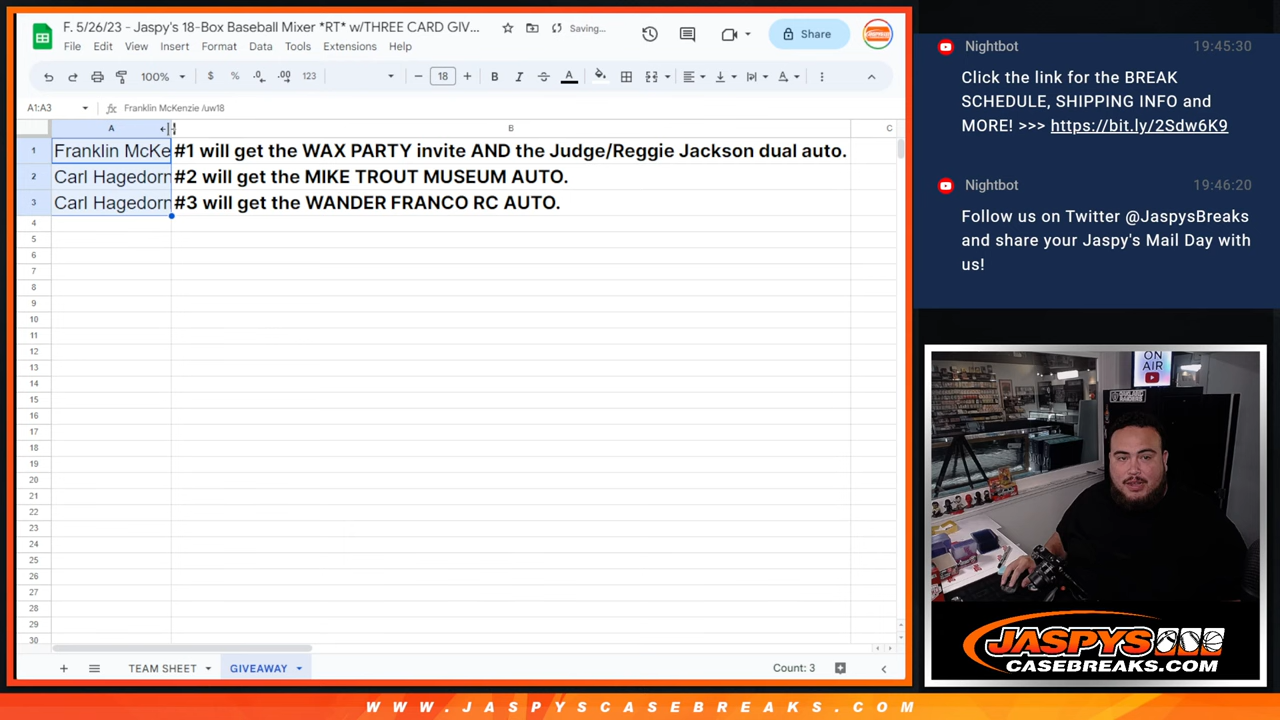 F. 5/26/23 - Jaspy's 18-Box Baseball Mixer *RT* w/THREE CARD GIV...
Saving...
Share
File Edit View Insert Format Data Tools Extensions Help
100% $ % .0 .00 123 18 B I A
A1:A3 fx Franklin McKenzie /uw18
A B C
1 Franklin McKe #1 will get the WAX PARTY invite AND the Judge/Reggie Jackson dual auto.
2 Carl Hagedorn #2 will get the MIKE TROUT MUSEUM AUTO.
3 Carl Hagedorn #3 will get the WANDER FRANCO RC AUTO.
4
5
6
7
8
9
10
11
12
13
14
15
16
17
18
19
20
21
22
23
24
25
26
27
28
29
30
TEAM SHEET GIVEAWAY Count: 3
Nightbot 19:45:30
Click the link for the BREAK
SCHEDULE, SHIPPING INFO and
MORE! >>> https://bit.ly/2Sdw6K9
Nightbot 19:46:20
Follow us on Twitter @JaspysBreaks
and share your Jaspy's Mail Day with
us!
ON
AIR
JASPYS
CASEBREAKS.COM
WWW.JASPYSCASEBREAKS.COM